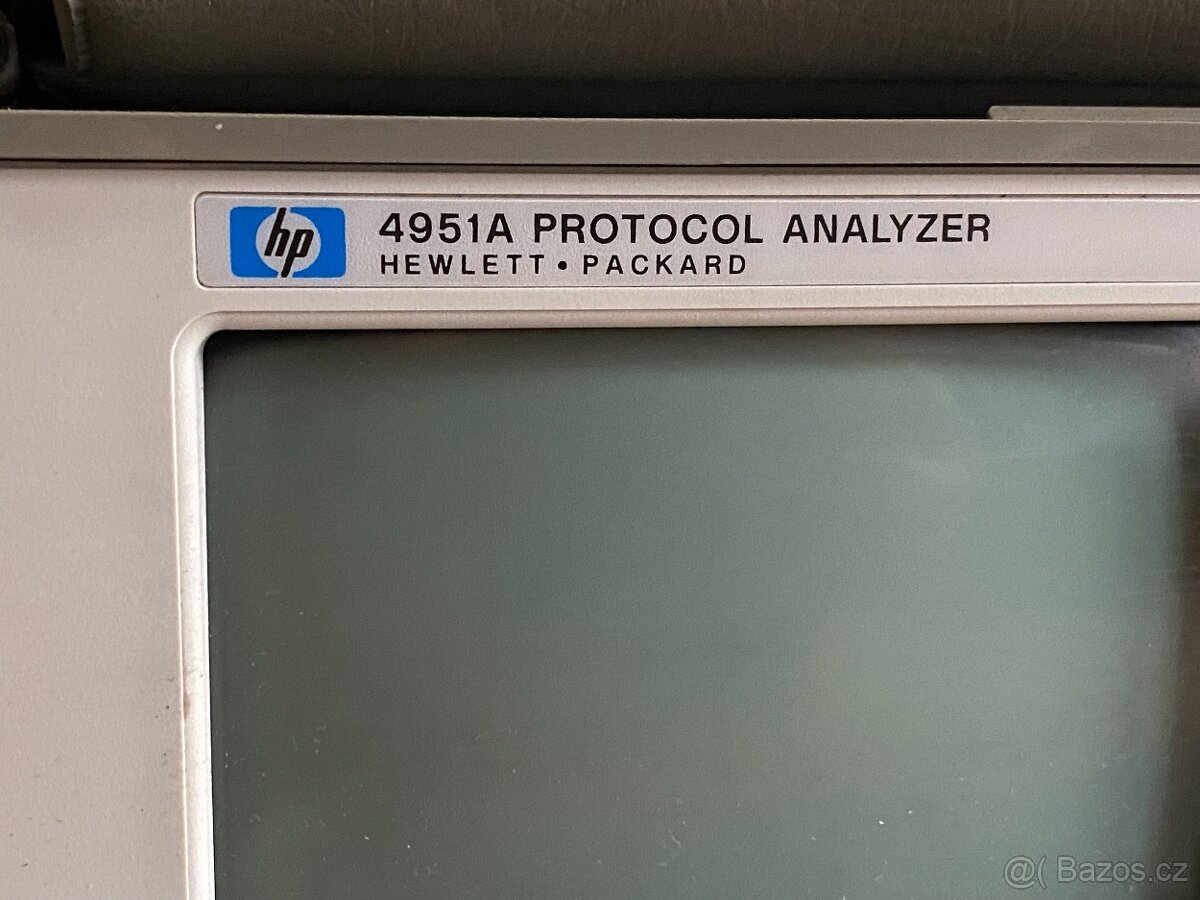 hp
4951A PROTOCOL ANALYZER
HEWLETT • PACKARD
@( Bazos.cz